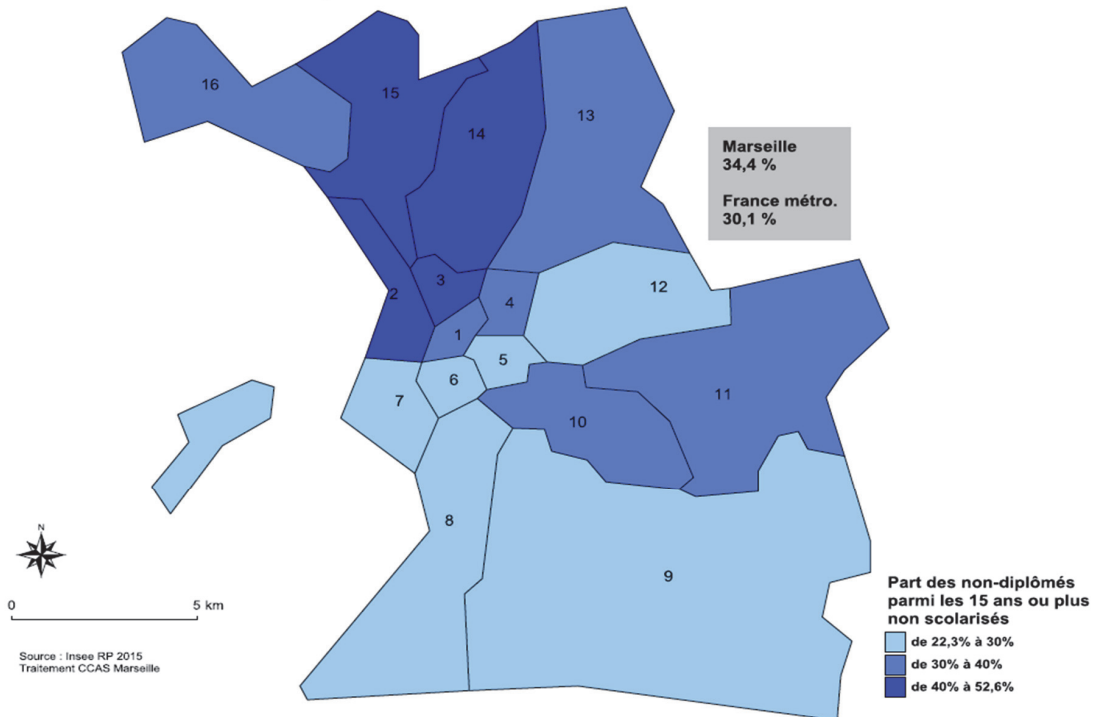 16
15
14
13
Marseille
34,4 %
France métro.
30,1 %
3
2
12
4
1
5
6
7
11
10
8
9
N
0 5 km
Source : Insee RP 2015
Traitement CCAS Marseille
Part des non-diplômés
parmi les 15 ans ou plus
non scolarisés
de 22,3% à 30%
de 30% à 40%
de 40% à 52,6%